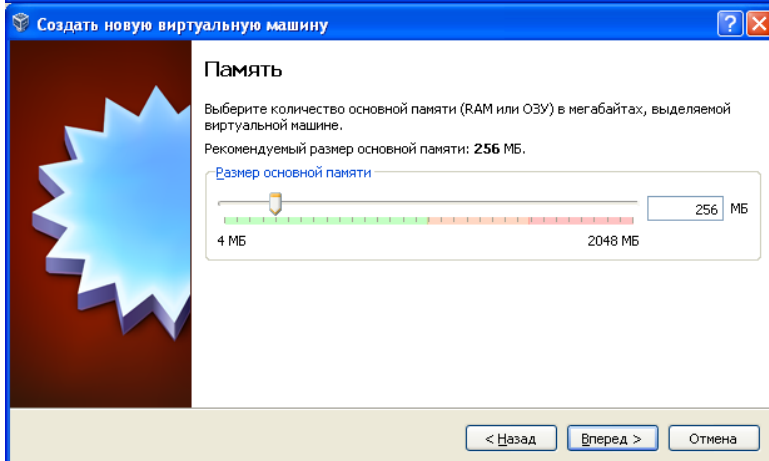 Создать новую виртуальную машину
Память
Выберите количество основной памяти (RAM или ОЗУ) в мегабайтах, выделяемой
виртуальной машине.
Рекомендуемый размер основной памяти: 256 МБ.
Размер основной памяти
256 МБ
4 МБ 2048 МБ
< Назад Вперед > Отмена